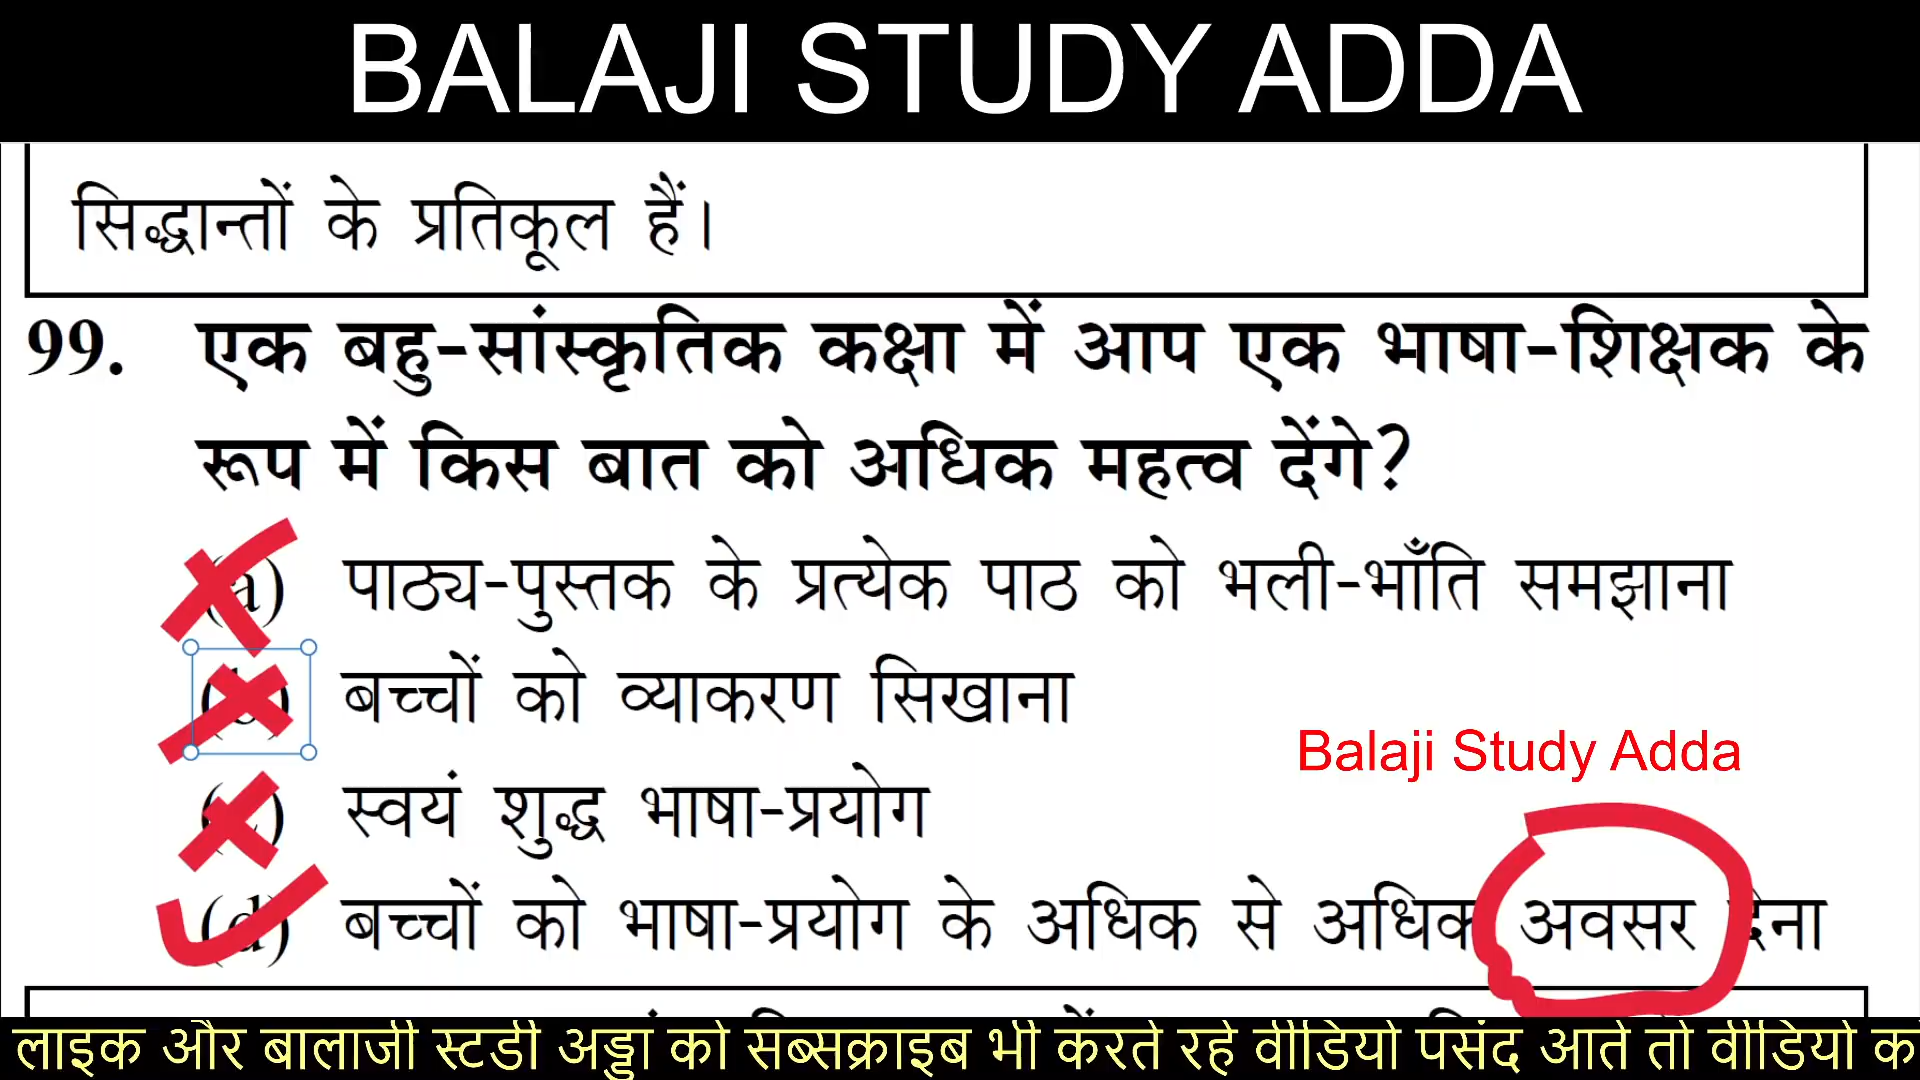 BALAJI STUDY ADDA
सिद्धान्तों के प्रतिकूल हैं।
99. एक बहु-सांस्कृतिक कक्षा में आप एक भाषा-शिक्षक के
रूप में किस बात को अधिक महत्व देंगे?
(a) पाठ्य-पुस्तक के प्रत्येक पाठ को भली-भाँति समझाना
(b) बच्चों को व्याकरण सिखाना
Balaji Study Adda
(c) स्वयं शुद्ध भाषा-प्रयोग
(d) बच्चों को भाषा-प्रयोग के अधिक से अधिक अवसर देना
लाइक और बालाजी स्टडी अड्डा को सब्सक्राइब भी करते रहे वीडियो पसंद आते तो वीडियो क